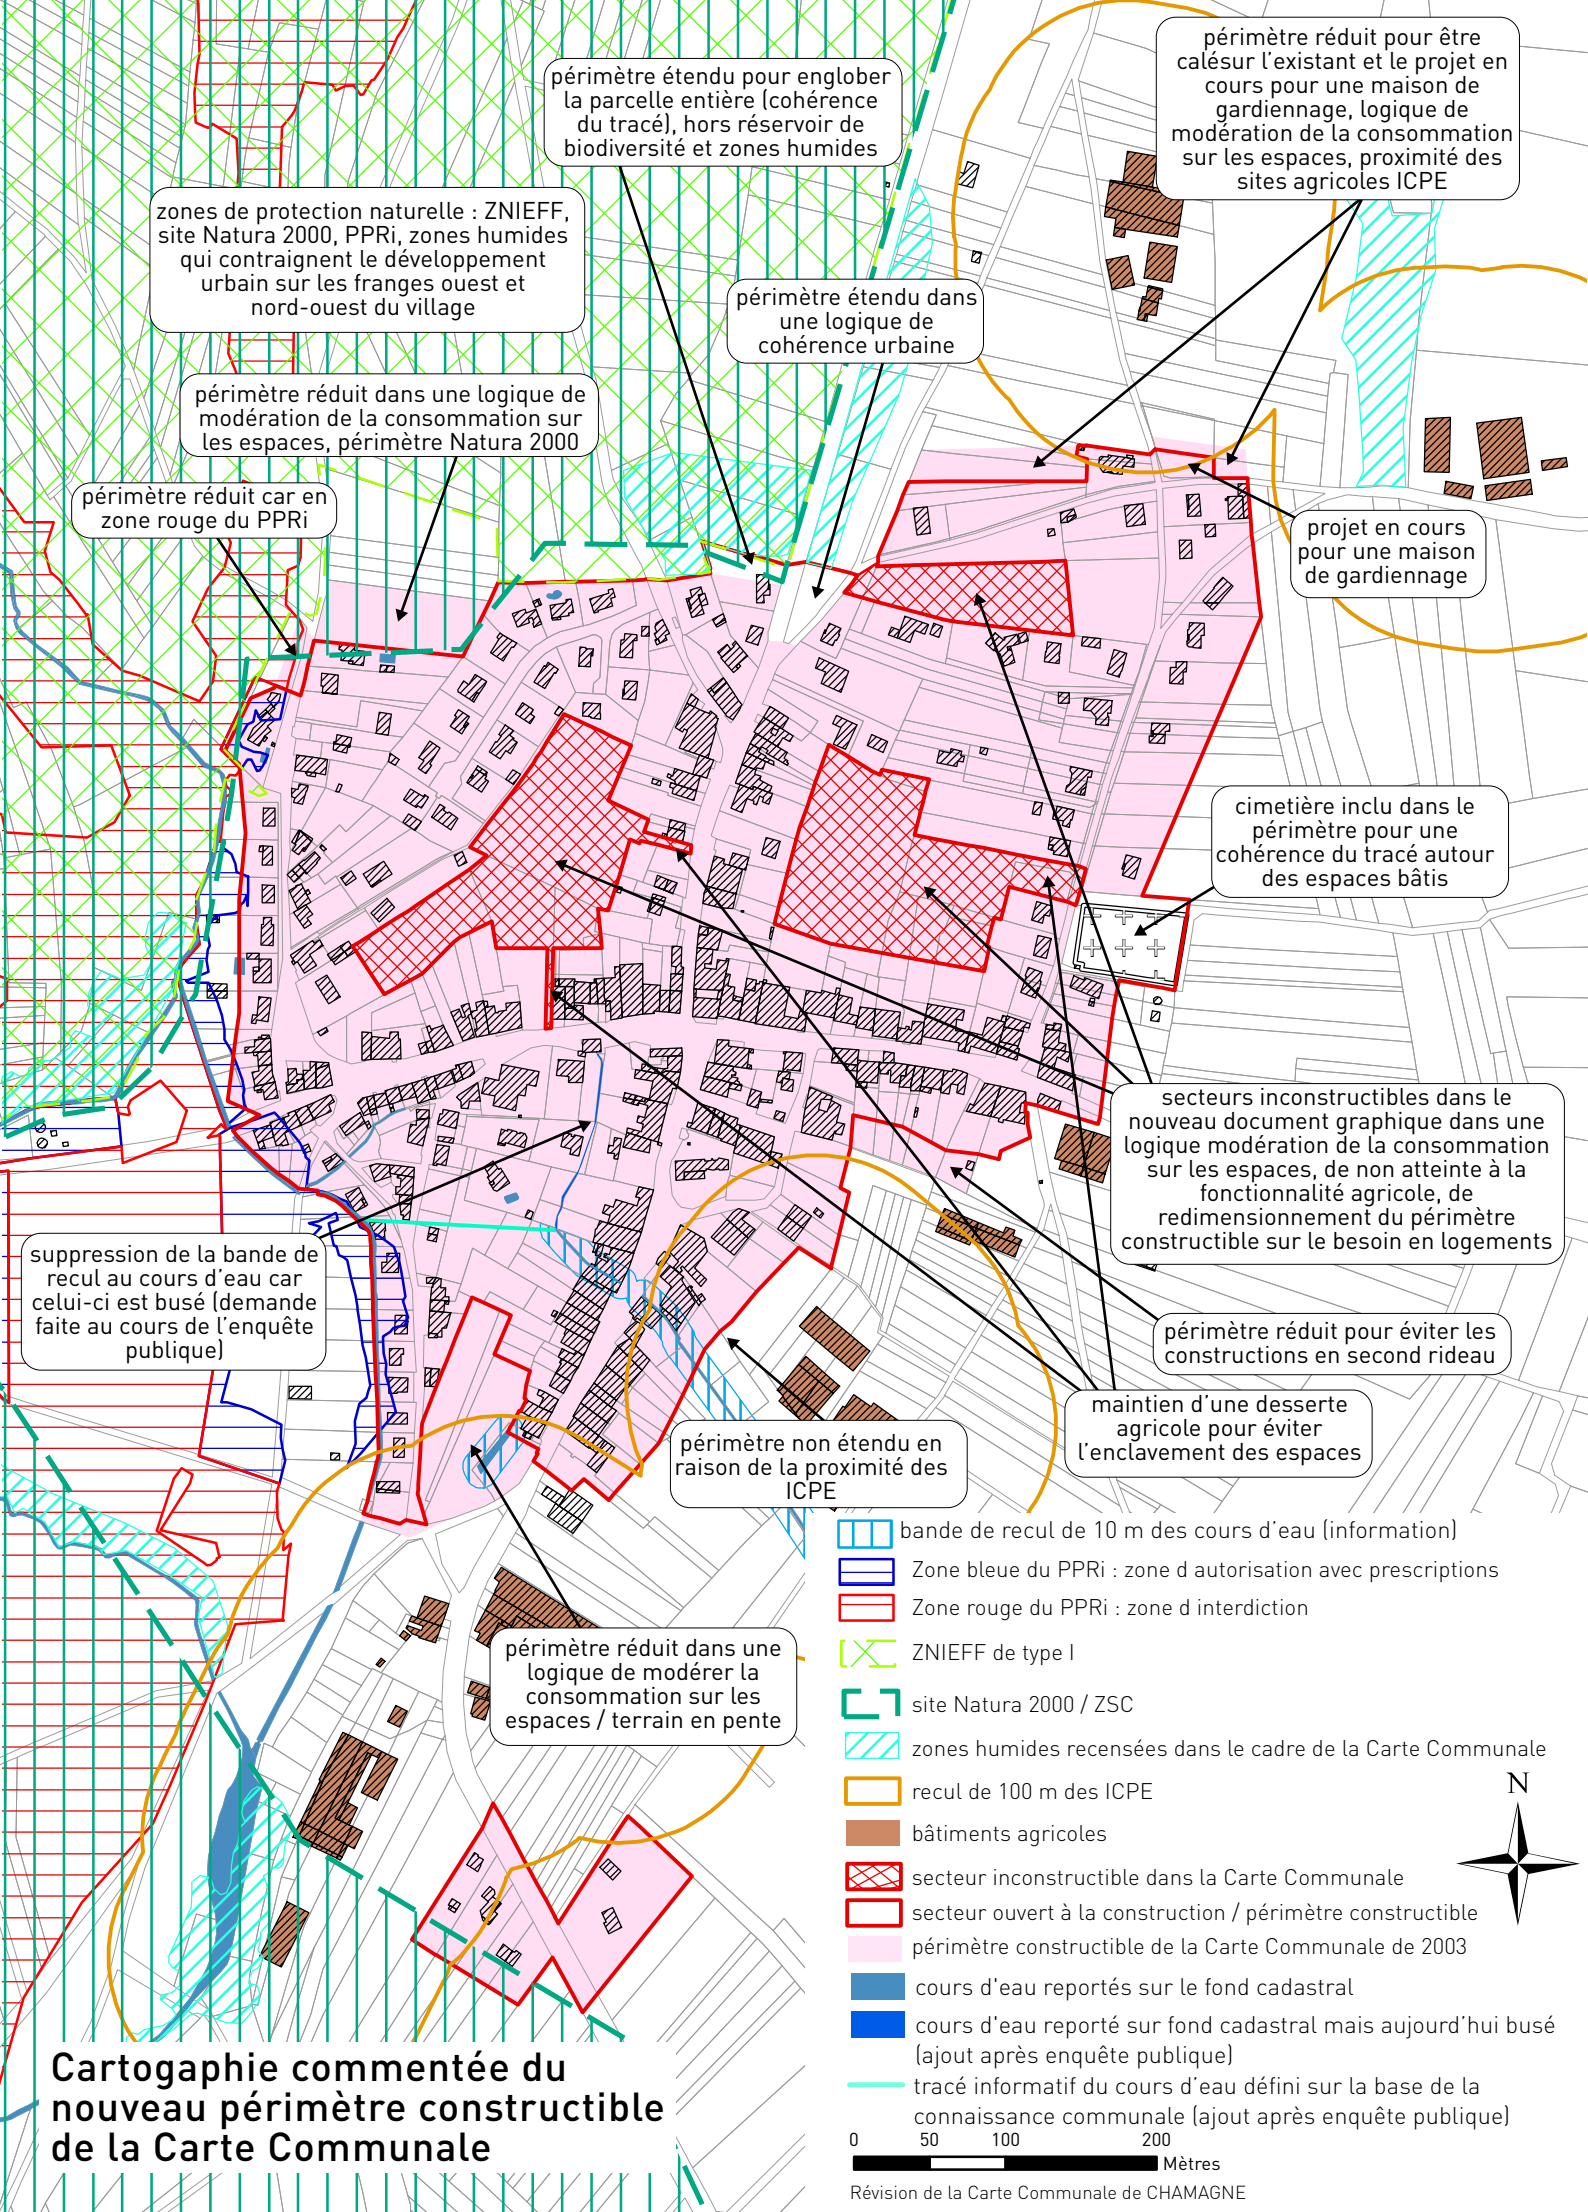 périmètre réduit pour être
calésur l'existant et le projet en
cours pour une maison de
gardiennage, logique de
modération de la consommation
sur les espaces, proximité des
sites agricoles ICPE
périmètre étendu pour englober
la parcelle entière (cohérence
du tracé), hors réservoir de
biodiversité et zones humides
zones de protection naturelle : ZNIEFF,
site Natura 2000, PPRi, zones humides
qui contraignent le développement
urbain sur les franges ouest et
nord-ouest du village
périmètre étendu dans
une logique de
cohérence urbaine
périmètre réduit dans une logique de
modération de la consommation sur
les espaces, périmètre Natura 2000
périmètre réduit car en
zone rouge du PPRi
projet en cours
pour une maison
de gardiennage
cimetière inclu dans le
périmètre pour une
cohérence du tracé autour
des espaces bâtis
secteurs inconstructibles dans le
nouveau document graphique dans une
logique modération de la consommation
sur les espaces, de non atteinte à la
fonctionnalité agricole, de
redimensionnement du périmètre
constructible sur le besoin en logements
suppression de la bande de
recul au cours d'eau car
celui-ci est busé (demande
faite au cours de l'enquête
publique)
périmètre réduit pour éviter les
constructions en second rideau
maintien d'une desserte
agricole pour éviter
l'enclavement des espaces
périmètre non étendu en
raison de la proximité des
ICPE
périmètre réduit dans une
logique de modérer la
consommation sur les
espaces / terrain en pente
bande de recul de 10 m des cours d'eau (information)
Zone bleue du PPRi : zone d autorisation avec prescriptions
Zone rouge du PPRi : zone d interdiction
ZNIEFF de type I
site Natura 2000 / ZSC
zones humides recensées dans le cadre de la Carte Communale
recul de 100 m des ICPE
bâtiments agricoles
secteur inconstructible dans la Carte Communale
secteur ouvert à la construction / périmètre constructible
périmètre constructible de la Carte Communale de 2003
cours d'eau reportés sur le fond cadastral
cours d'eau reporté sur fond cadastral mais aujourd'hui busé
(ajout après enquête publique)
tracé informatif du cours d'eau défini sur la base de la
connaissance communale (ajout après enquête publique)
N
0 50 100 200
Mètres
Révision de la Carte Communale de CHAMAGNE
Cartogaphie commentée du
nouveau périmètre constructible
de la Carte Communale